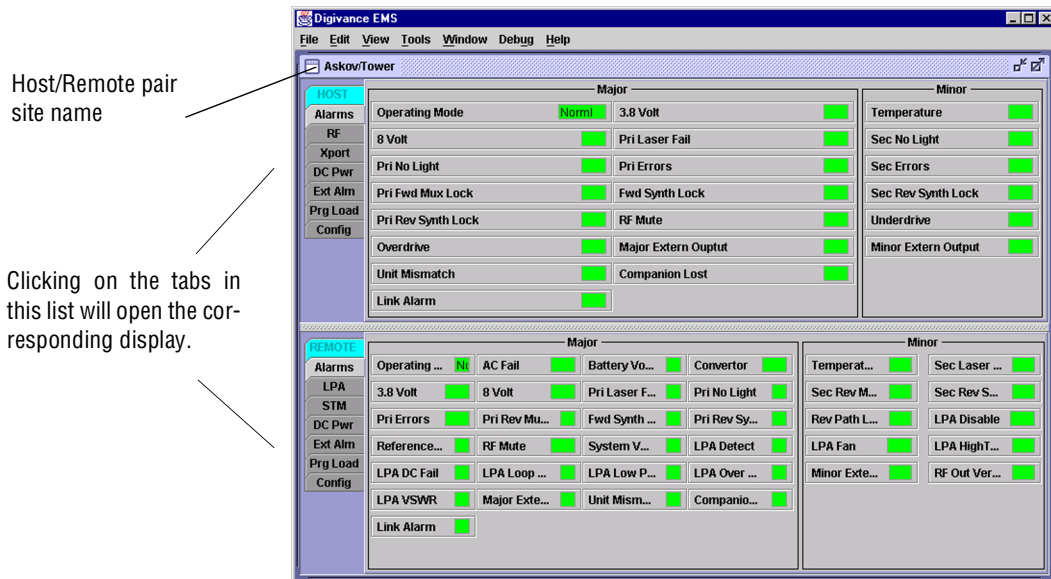 Digivance EMS
File Edit View Tools Window Debug Help
Askov/Tower
Host/Remote pair
site name
Clicking on the tabs in
this list will open the cor-
responding display.
HOST
Alarms
RF
Xport
DC Pwr
Ext Alm
Prg Load
Config
Major
Operating Mode Norml 3.8 Volt
8 Volt Pri Laser Fail
Pri No Light Pri Errors
Pri Fwd Mux Lock Fwd Synth Lock
Pri Rev Synth Lock RF Mute
Overdrive Major Extern Ouptut
Unit Mismatch Companion Lost
Link Alarm
Minor
Temperature
Sec No Light
Sec Errors
Sec Rev Synth Lock
Underdrive
Minor Extern Output
REMOTE
Alarms
LPA
STM
DC Pwr
Ext Alm
Prg Load
Config
Major
Operating ... No AC Fail Battery Vo... Convertor
3.8 Volt 8 Volt Pri Laser F... Pri No Light
Pri Errors Pri Rev Mu... Fwd Synth ... Pri Rev Sy...
Reference... RF Mute System V... LPA Detect
LPA DC Fail LPA Loop ... LPA Low P... LPA Over ...
LPA VSWR Major Exte... Unit Mism... Companio...
Link Alarm
Minor
Temperat... Sec Laser ...
Sec Rev M... Sec Rev S...
Rev Path L... LPA Disable
LPA Fan LPA HighT...
Minor Exte... RF Out Ver...